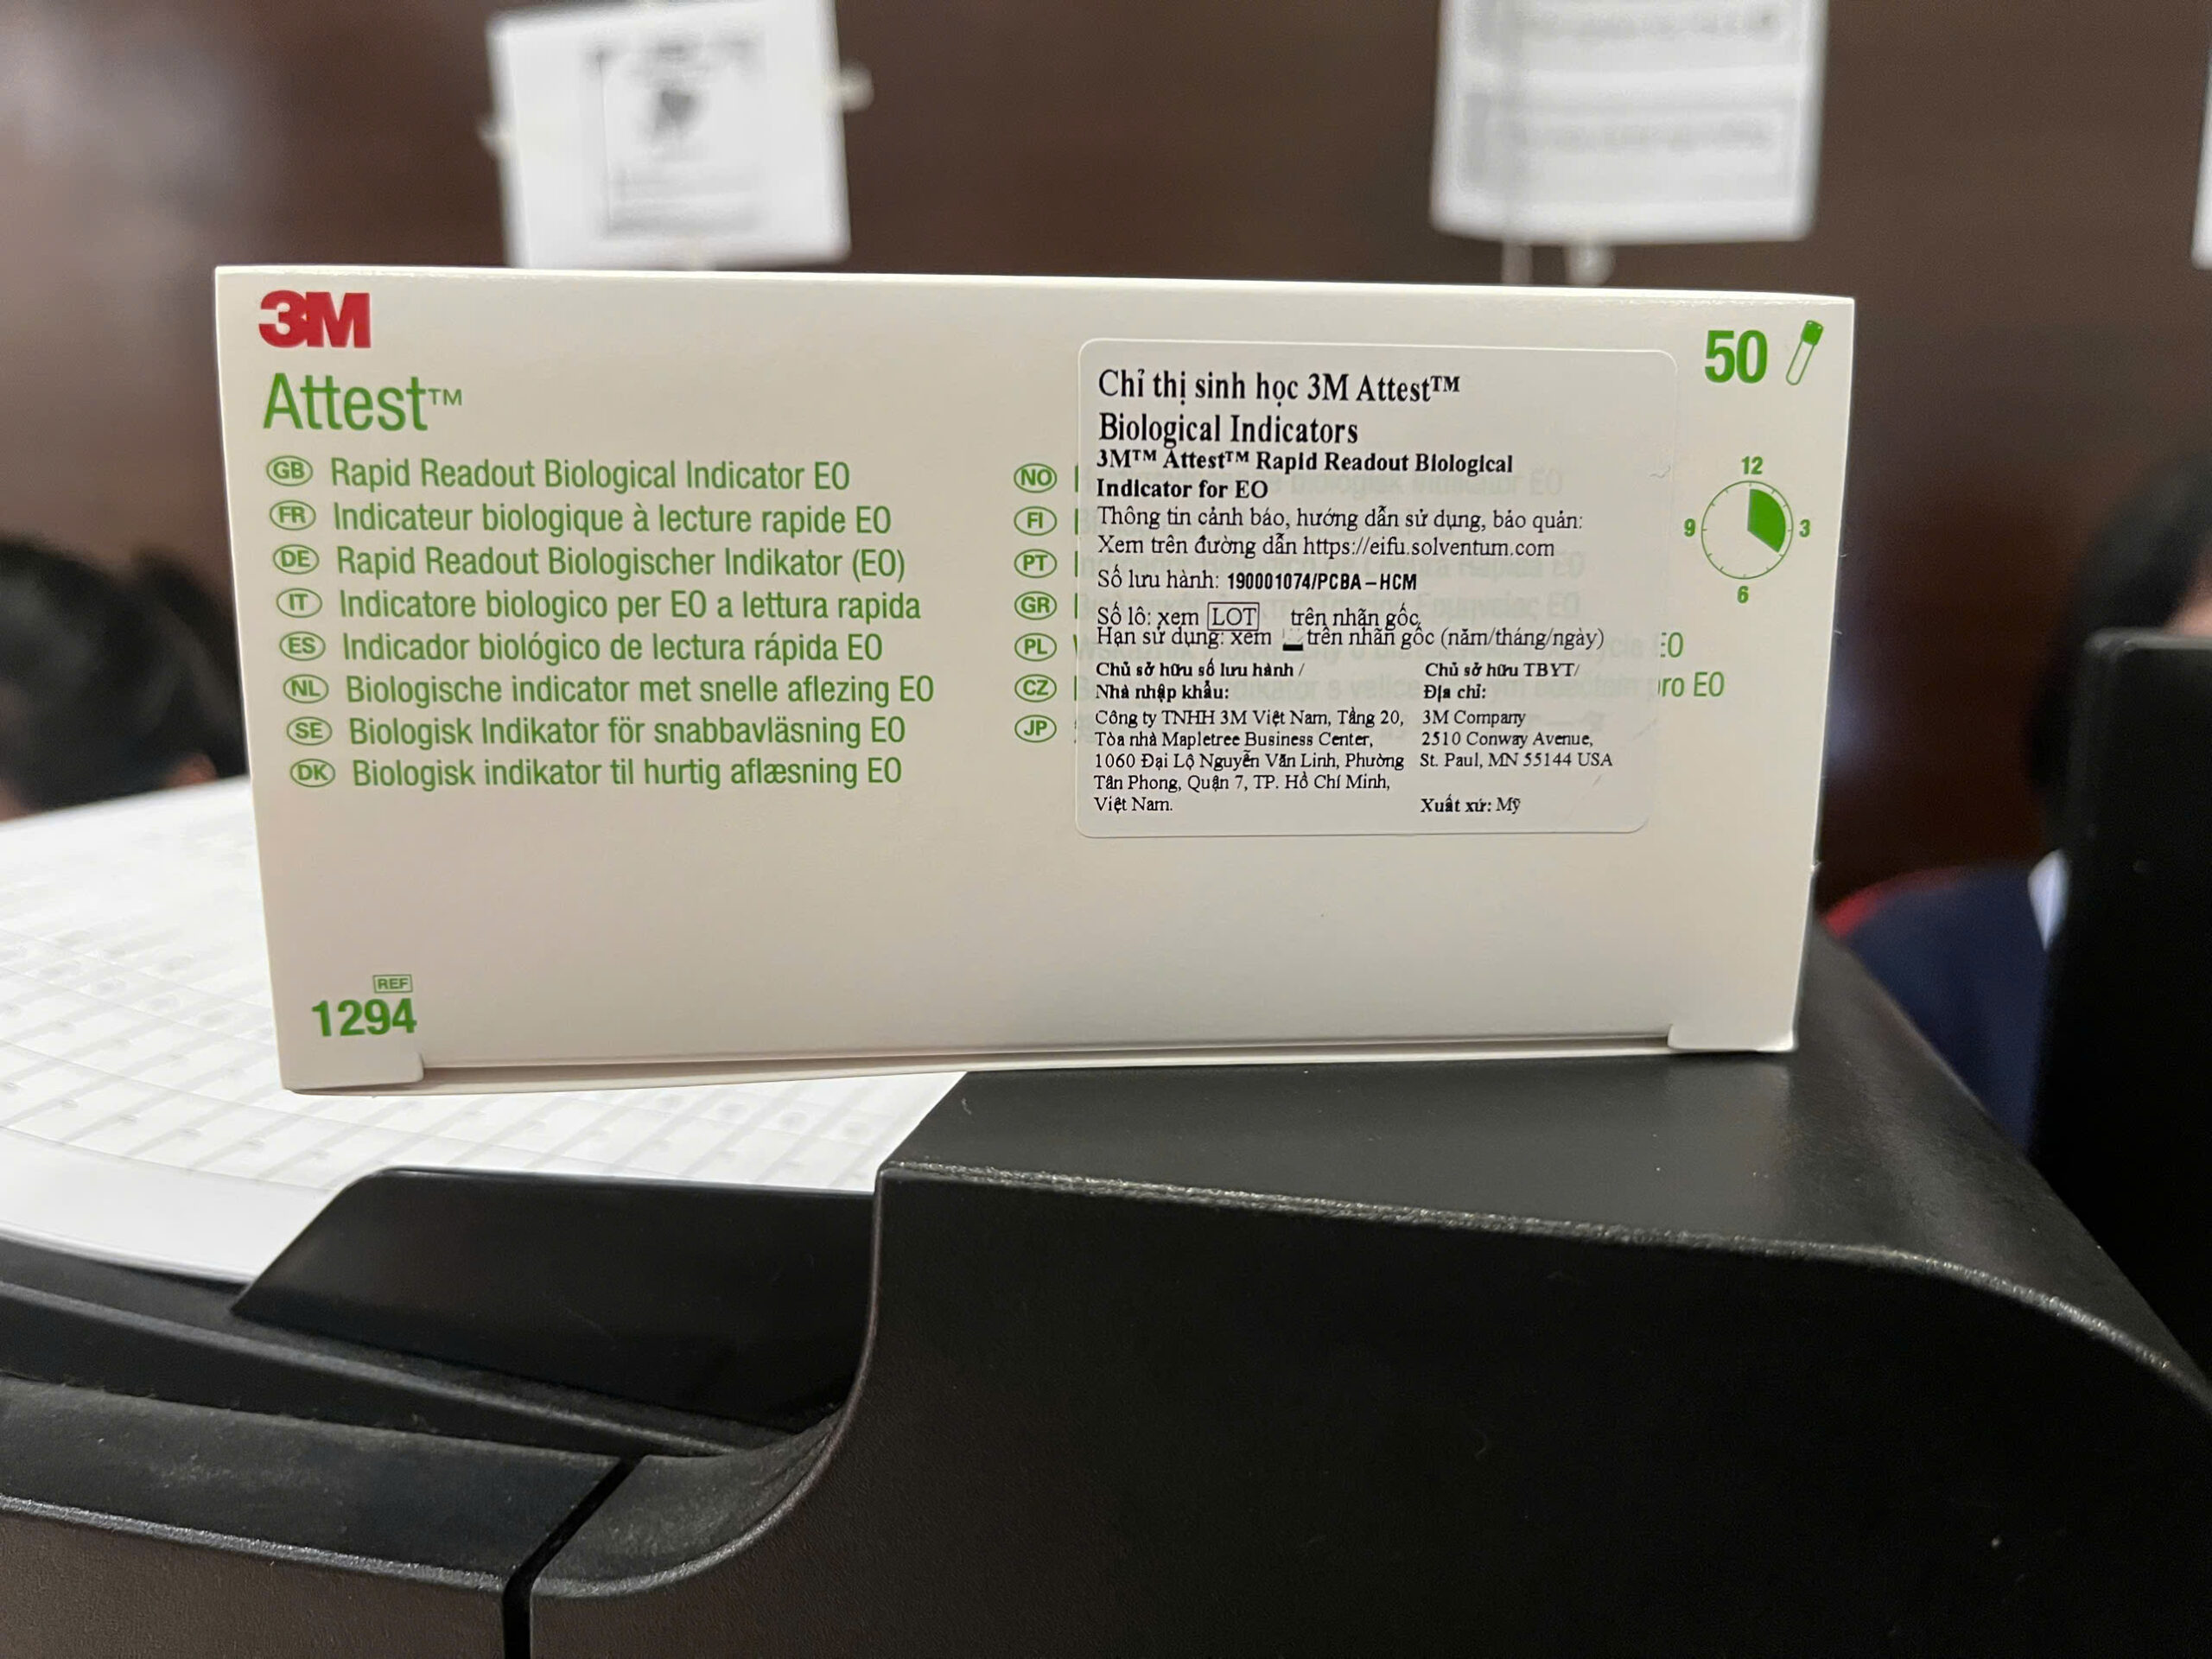 3M
Attest™
GB Rapid Readout Biological Indicator EO
FR Indicateur biologique à lecture rapide EO
DE Rapid Readout Biologischer Indikator (EO)
IT Indicatore biologico per EO a lettura rapida
ES Indicador biológico de lectura rápida EO
NL Biologische indicator met snelle aflezing EO
SE Biologisk Indikator för snabbavläsning EO
DK Biologisk indikator til hurtig aflæsning EO
REF
1294
NO
FI
PT
GR
PL
CZ
JP
Chỉ thị sinh học 3M Attest™
Biological Indicators
3M™ Attest™ Rapid Readout Biological
Indicator for EO
Thông tin cảnh báo, hướng dẫn sử dụng, bảo quản:
Xem trên đường dẫn https://eifu.solventum.com
Số lưu hành: 190001074/PCBA-HCM
Số lô: xem LOT trên nhãn gốc
Hạn sử dụng: xem trên nhãn gốc (năm/tháng/ngày)
Chủ sở hữu số lưu hành /
Nhà nhập khẩu:
Công ty TNHH 3M Việt Nam, Tầng 20,
Tòa nhà Mapletree Business Center,
1060 Đại Lộ Nguyễn Văn Linh, Phường
Tân Phong, Quận 7, TP. Hồ Chí Minh,
Việt Nam.
Chủ sở hữu TBYT/
Địa chỉ:
3M Company
2510 Conway Avenue,
St. Paul, MN 55144 USA
Xuất xứ: Mỹ
EO
pro EO
50
12
3
6
9